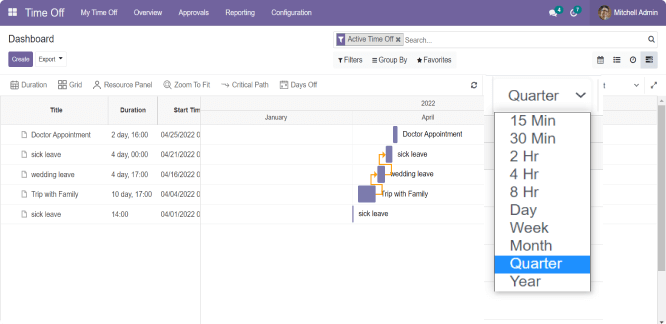 Time Off My Time Off Overview Approvals Reporting Configuration 4 7 Mitchell Admin
Dashboard
Active Time Off × Search...
Create Export
Filters Group By Favorites
Duration Grid Resource Panel Zoom To Fit Critical Path Days Off
Quarter
Title Duration Start Tim
2022
January April
Doctor Appointment 2 day, 16:00 04/25/2022 0 Doctor Appointment
sick leave 4 day, 00:00 04/21/2022 0 sick leave
wedding leave 4 day, 17:00 04/16/2022 0 wedding leave
Trip with Family 10 day, 17:00 04/04/2022 0 Trip with Family
sick leave 14:00 04/01/2022 0 sick leave
15 Min
30 Min
2 Hr
4 Hr
8 Hr
Day
Week
Month
Quarter
Year